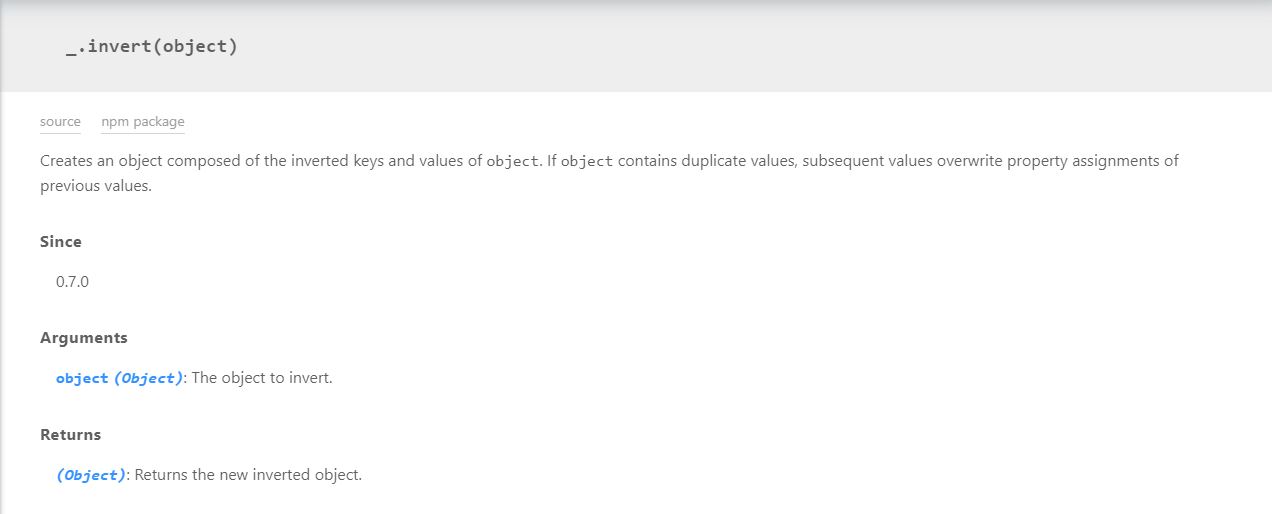 _.invert(object)
source npm package
Creates an object composed of the inverted keys and values of object. If object contains duplicate values, subsequent values overwrite property assignments of
previous values.
Since
0.7.0
Arguments
object (Object): The object to invert.
Returns
(Object): Returns the new inverted object.